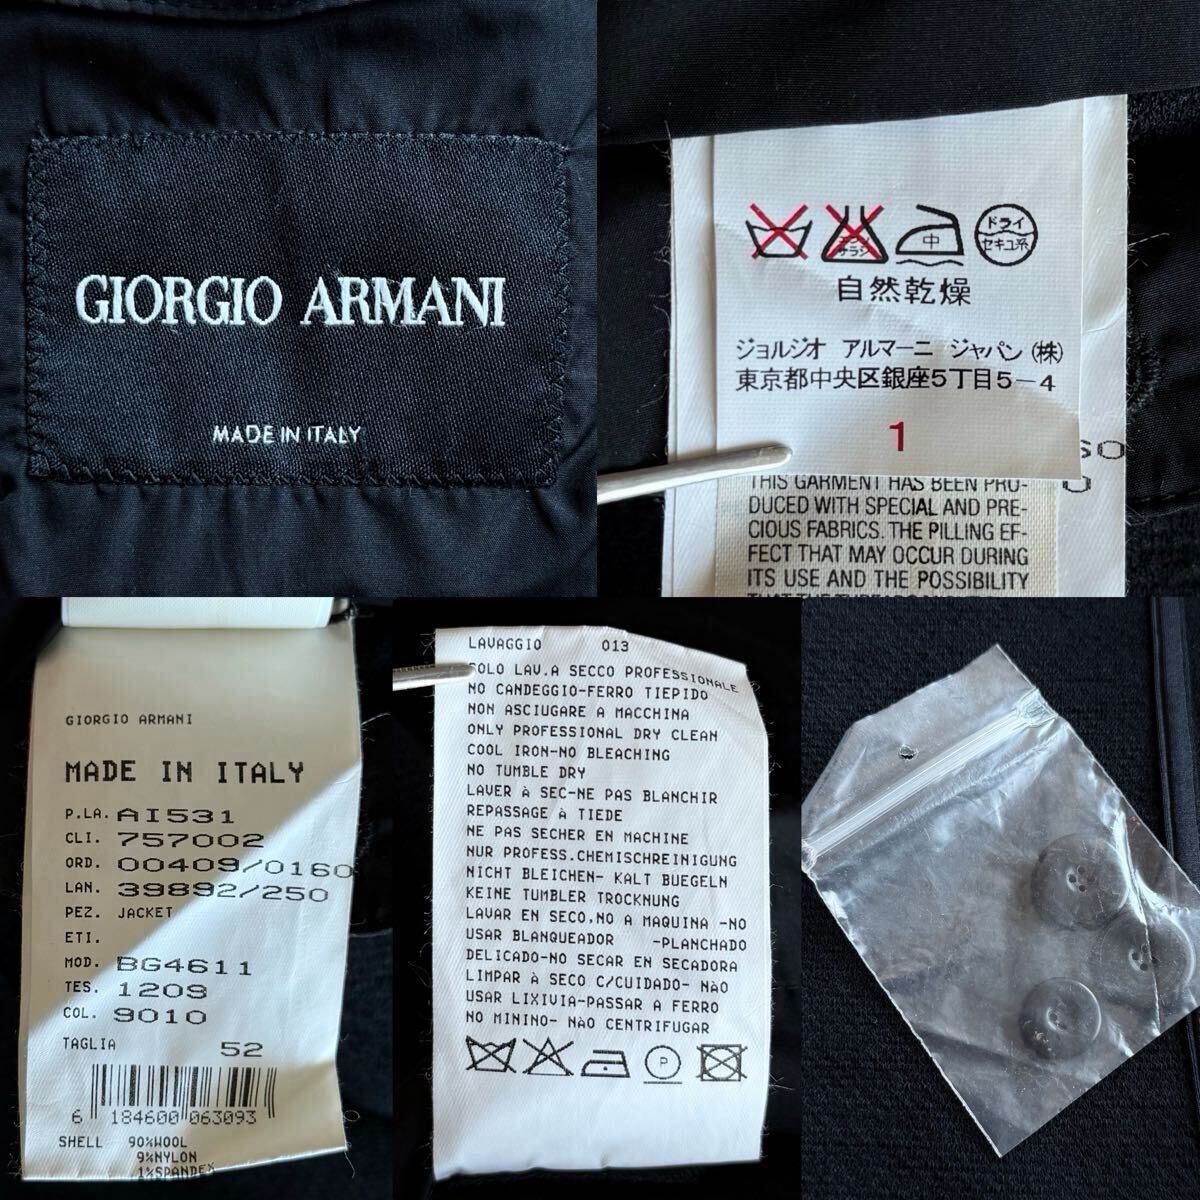 GIORGIO ARMANI
MADE IN ITALY
中
ドライ
セキユ系
自然乾燥
ジョルジオ アルマーニ ジャパン(株)
東京都中央区銀座5丁目5-4
1
THIS GARMENT HAS BEEN PRO-
DUCED WITH SPECIAL AND PRE-
CIOUS FABRICS. THE PILLING EF-
FECT THAT MAY OCCUR DURING
ITS USE AND THE POSSIBILITY
GIORGIO ARMANI
MADE IN ITALY
P.LA. AI531
CLI. 757002
ORD. 00409/0160
LAN. 39892/250
PEZ. JACKET
ETI.
MOD. BG4611
TES. 1209
COL. 9010
TAGLIA 52
6 184600 063093
SHELL 90%WOOL
9%NYLON
1%SPANDEX
LAVAGGIO 013
SOLO LAV.A SECCO PROFESSIONALE
NO CANDEGGIO-FERRO TIEPIDO
NON ASCIUGARE A MACCHINA
ONLY PROFESSIONAL DRY CLEAN
COOL IRON-NO BLEACHING
NO TUMBLE DRY
LAVER À SEC-NE PAS BLANCHIR
REPASSAGE À TIEDE
NE PAS SECHER EN MACHINE
NUR PROFESS.CHEMISCHREINIGUNG
NICHT BLEICHEN- KALT BUEGELN
KEINE TUMBLER TROCKNUNG
LAVAR EN SECO,NO A MAQUINA -NO
USAR BLANQUEADOR -PLANCHADO
DELICADO-NO SECAR EN SECADORA
LIMPAR À SECO C/CUIDADO- NÃO
USAR LIXIVIA-PASSAR A FERRO
NO MININO- NÃO CENTRIFUGAR
P